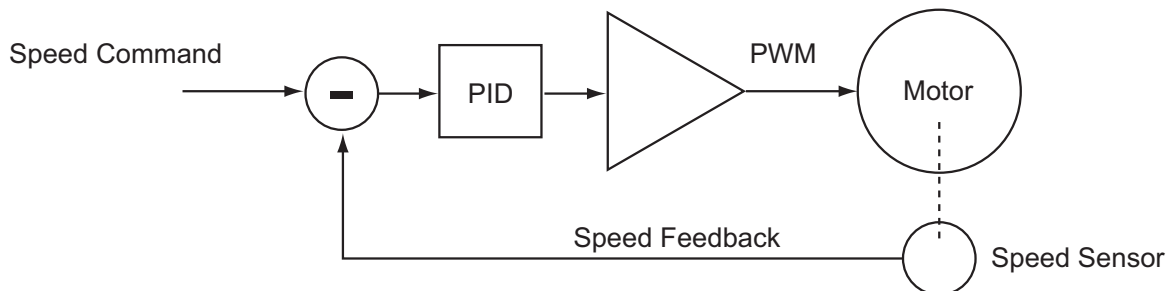 Speed Command
PID
PWM
Motor
Speed Feedback
Speed Sensor